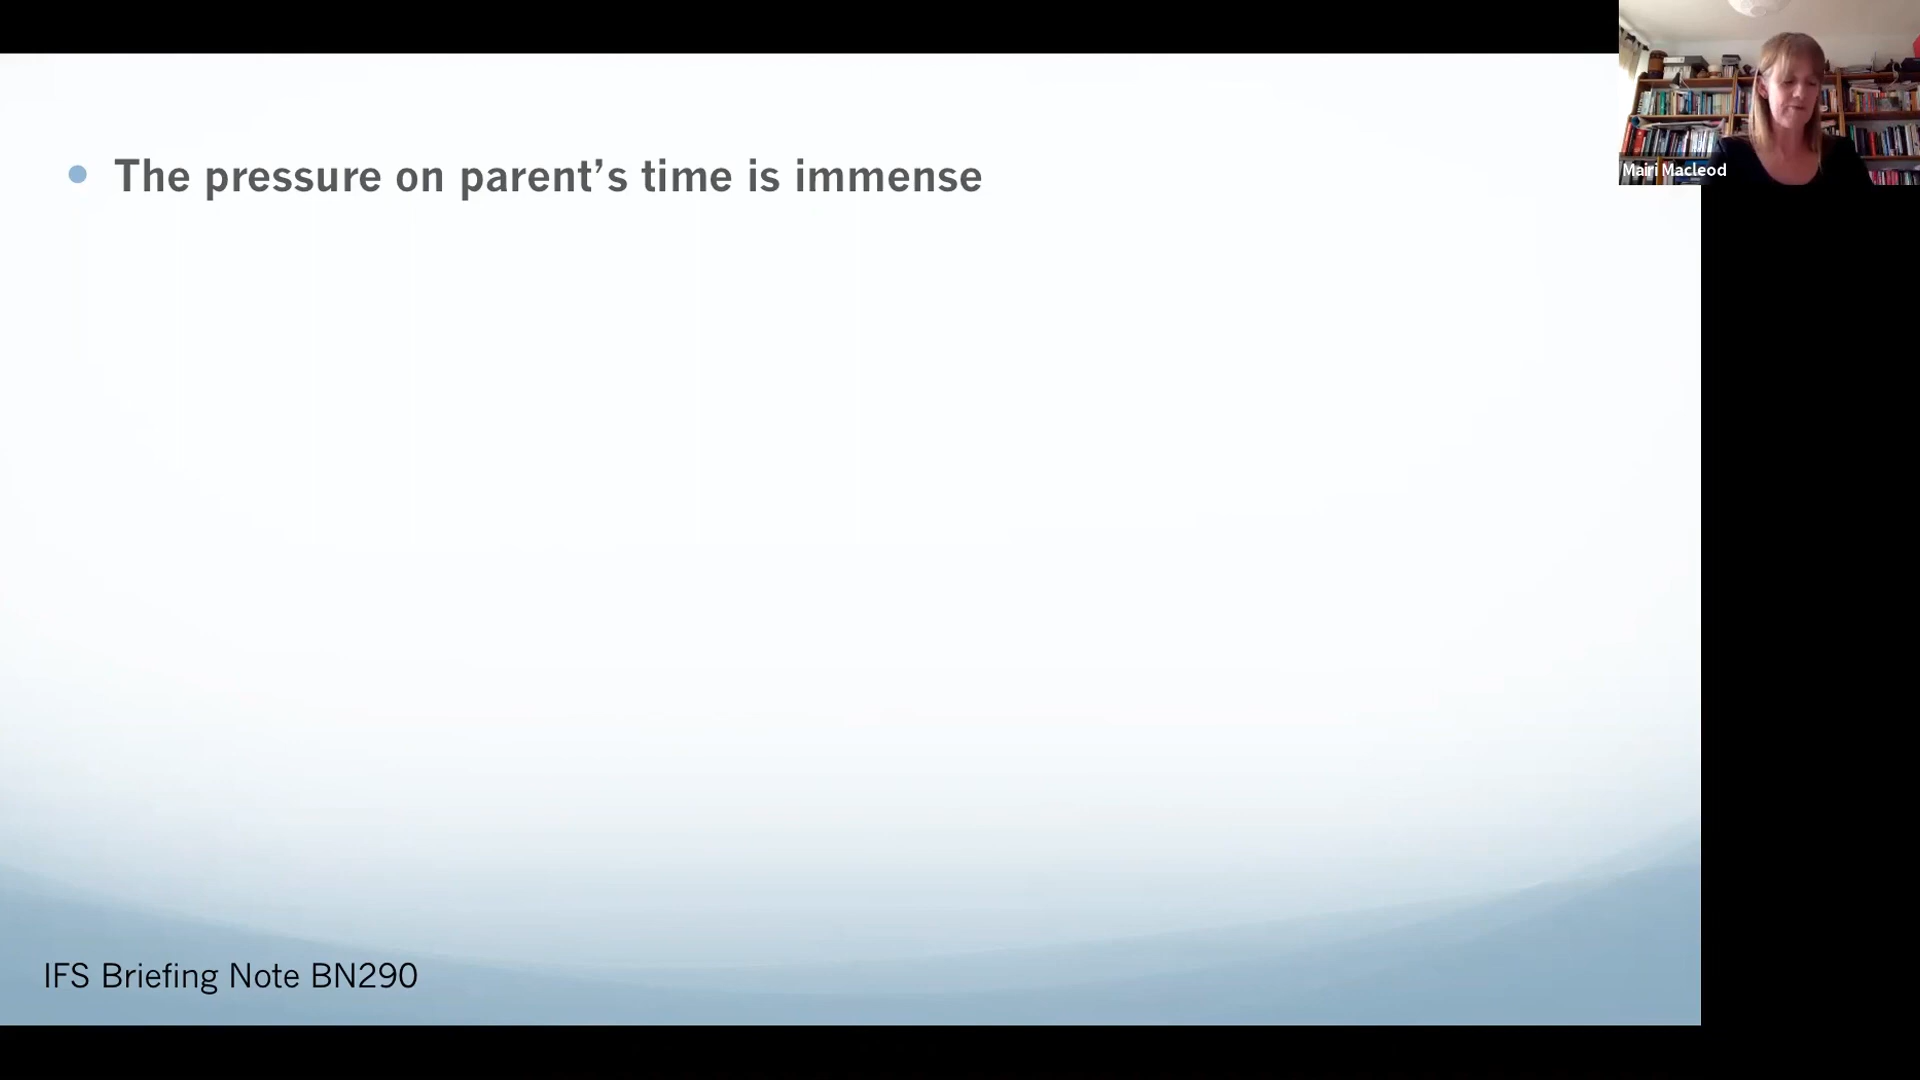 The pressure on parent’s time is immense
Mairi Macleod
IFS Briefing Note BN290